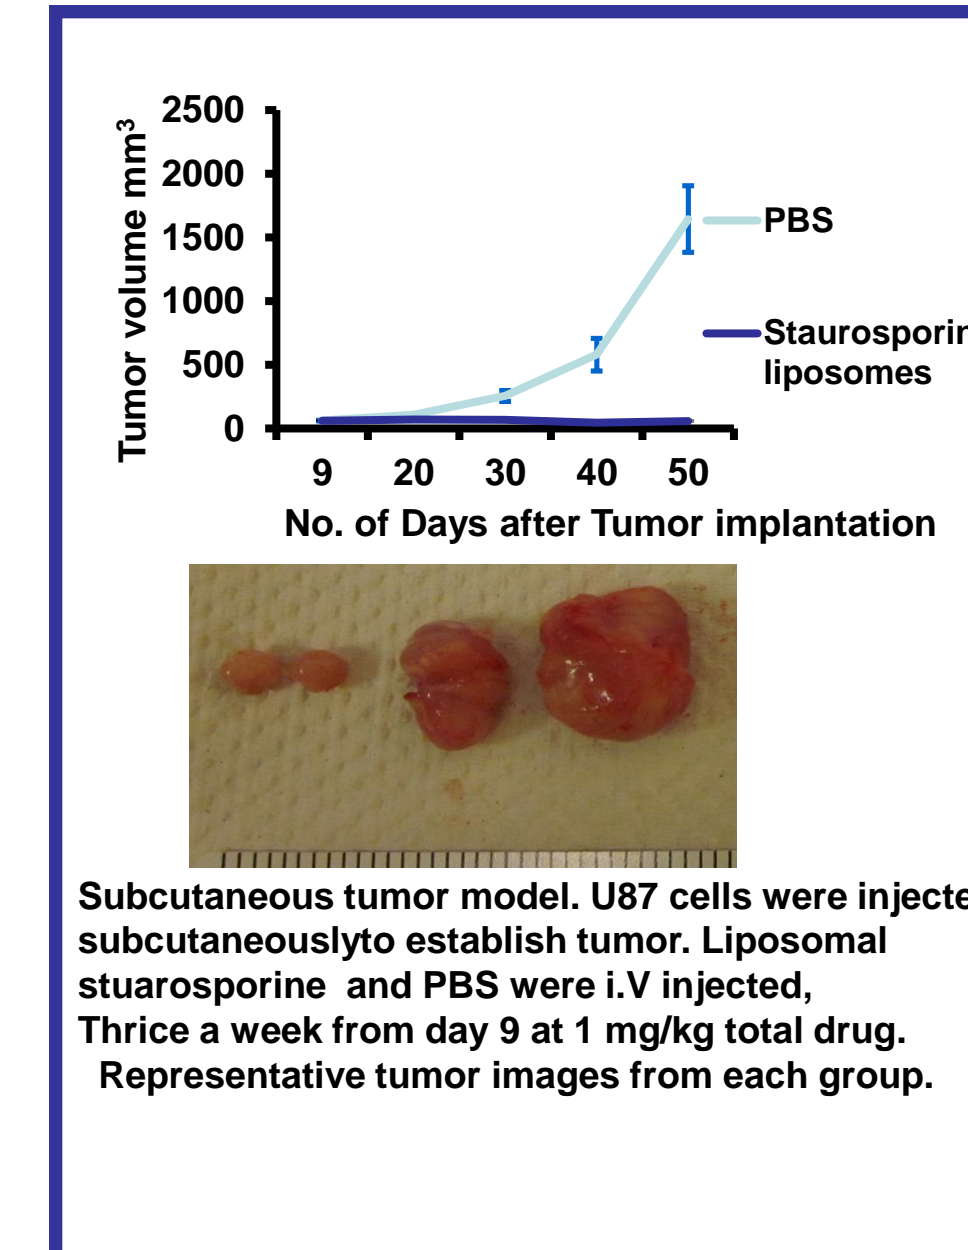 2500
2000
1500
1000
500
0
Tumor volume mm³
PBS
liposomes
9 20 30 40 50
No. of Days after Tumor implantation
Subcutaneous tumor model. U87 cells were
subcutaneouslyto establish tumor. Liposomal
stuarosporine and PBS were i.V injected,
Thrice a week from day 9 at 1 mg/kg total drug.
Representative tumor images from each group.